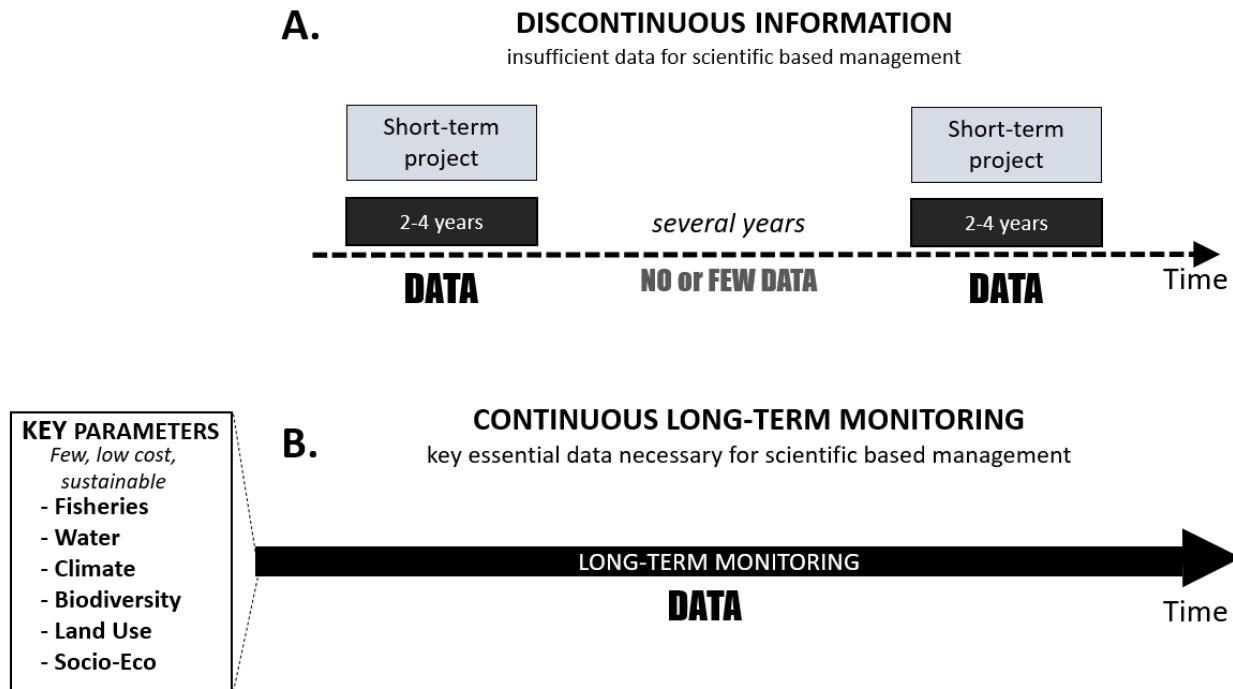 A.
DISCONTINUOUS INFORMATION
insufficient data for scientific based management
Short-term
project
2-4 years
several years
Short-term
project
2-4 years
DATA
NO or FEW DATA
DATA
Time
B.
CONTINUOUS LONG-TERM MONITORING
key essential data necessary for scientific based management
KEY PARAMETERS
Few, low cost,
sustainable
- Fisheries
- Water
- Climate
- Biodiversity
- Land Use
- Socio-Eco
LONG-TERM MONITORING
DATA
Time